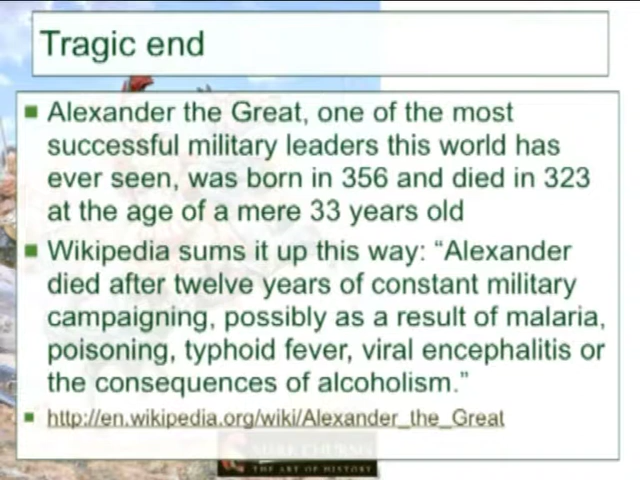 Tragic end
Alexander the Great, one of the most
successful military leaders this world has
ever seen, was born in 356 and died in 323
at the age of a mere 33 years old
Wikipedia sums it up this way: “Alexander
died after twelve years of constant military
campaigning, possibly as a result of malaria,
poisoning, typhoid fever, viral encephalitis or
the consequences of alcoholism.”
http://en.wikipedia.org/wiki/Alexander_the_Great
THE ART OF HISTORY